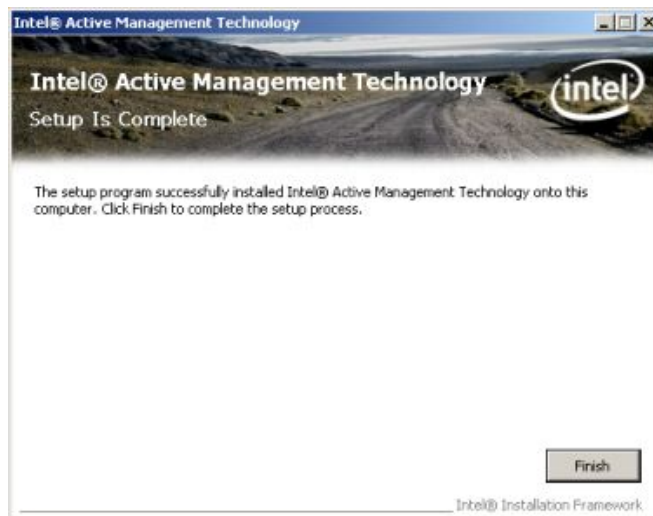 Intel® Active Management Technology
Intel® Active Management Technology
intel
Setup Is Complete
The setup program successfully installed Intel® Active Management Technology onto this
computer. Click Finish to complete the setup process.
Finish
Intel® Installation Framework